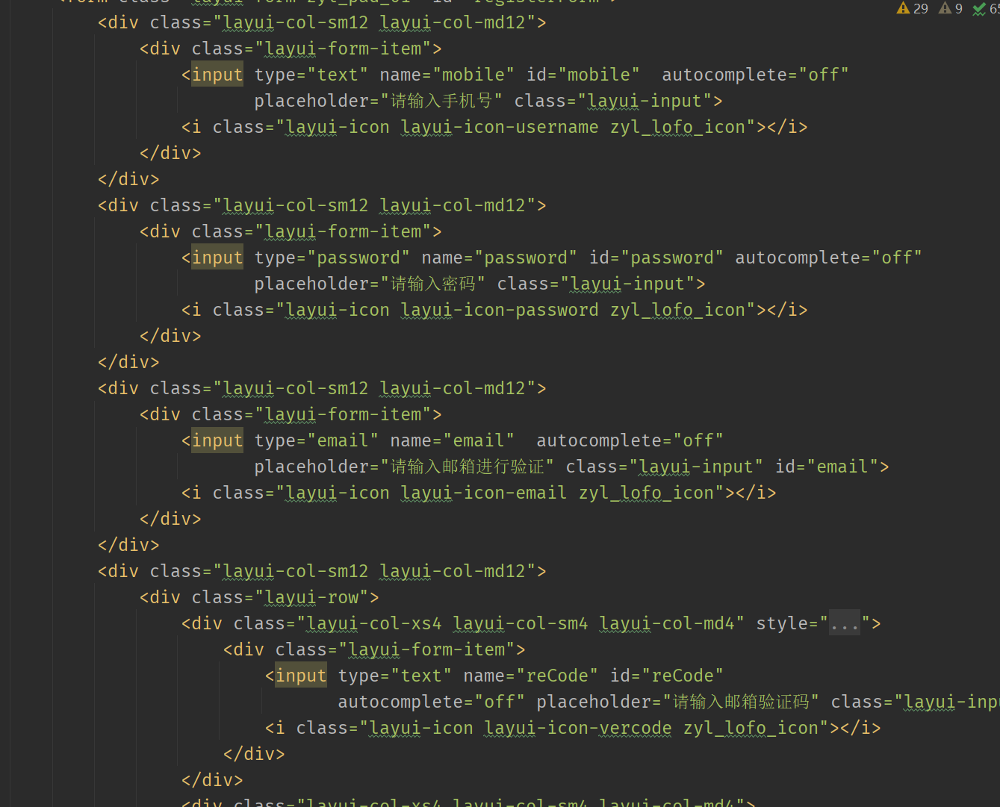 <form class="layui-form zyl_pad_01" id="registerForm">
29 9 65
<div class="layui-col-sm12 layui-col-md12">
<div class="layui-form-item">
<input type="text" name="mobile" id="mobile"  autocomplete="off"
placeholder="请输入手机号" class="layui-input">
<i class="layui-icon layui-icon-username zyl_lofo_icon"></i>
</div>
</div>
<div class="layui-col-sm12 layui-col-md12">
<div class="layui-form-item">
<input type="password" name="password" id="password" autocomplete="off"
placeholder="请输入密码" class="layui-input">
<i class="layui-icon layui-icon-password zyl_lofo_icon"></i>
</div>
</div>
<div class="layui-col-sm12 layui-col-md12">
<div class="layui-form-item">
<input type="email" name="email"  autocomplete="off"
placeholder="请输入邮箱进行验证" class="layui-input" id="email">
<i class="layui-icon layui-icon-email zyl_lofo_icon"></i>
</div>
</div>
<div class="layui-col-sm12 layui-col-md12">
<div class="layui-row">
<div class="layui-col-xs4 layui-col-sm4 layui-col-md4" style="...">
<div class="layui-form-item">
<input type="text" name="reCode" id="reCode"
autocomplete="off" placeholder="请输入邮箱验证码" class="layui-inp
<i class="layui-icon layui-icon-vercode zyl_lofo_icon"></i>
</div>
</div>
<div class="layui-col-xs4 layui-col-sm4 layui-col-md4">